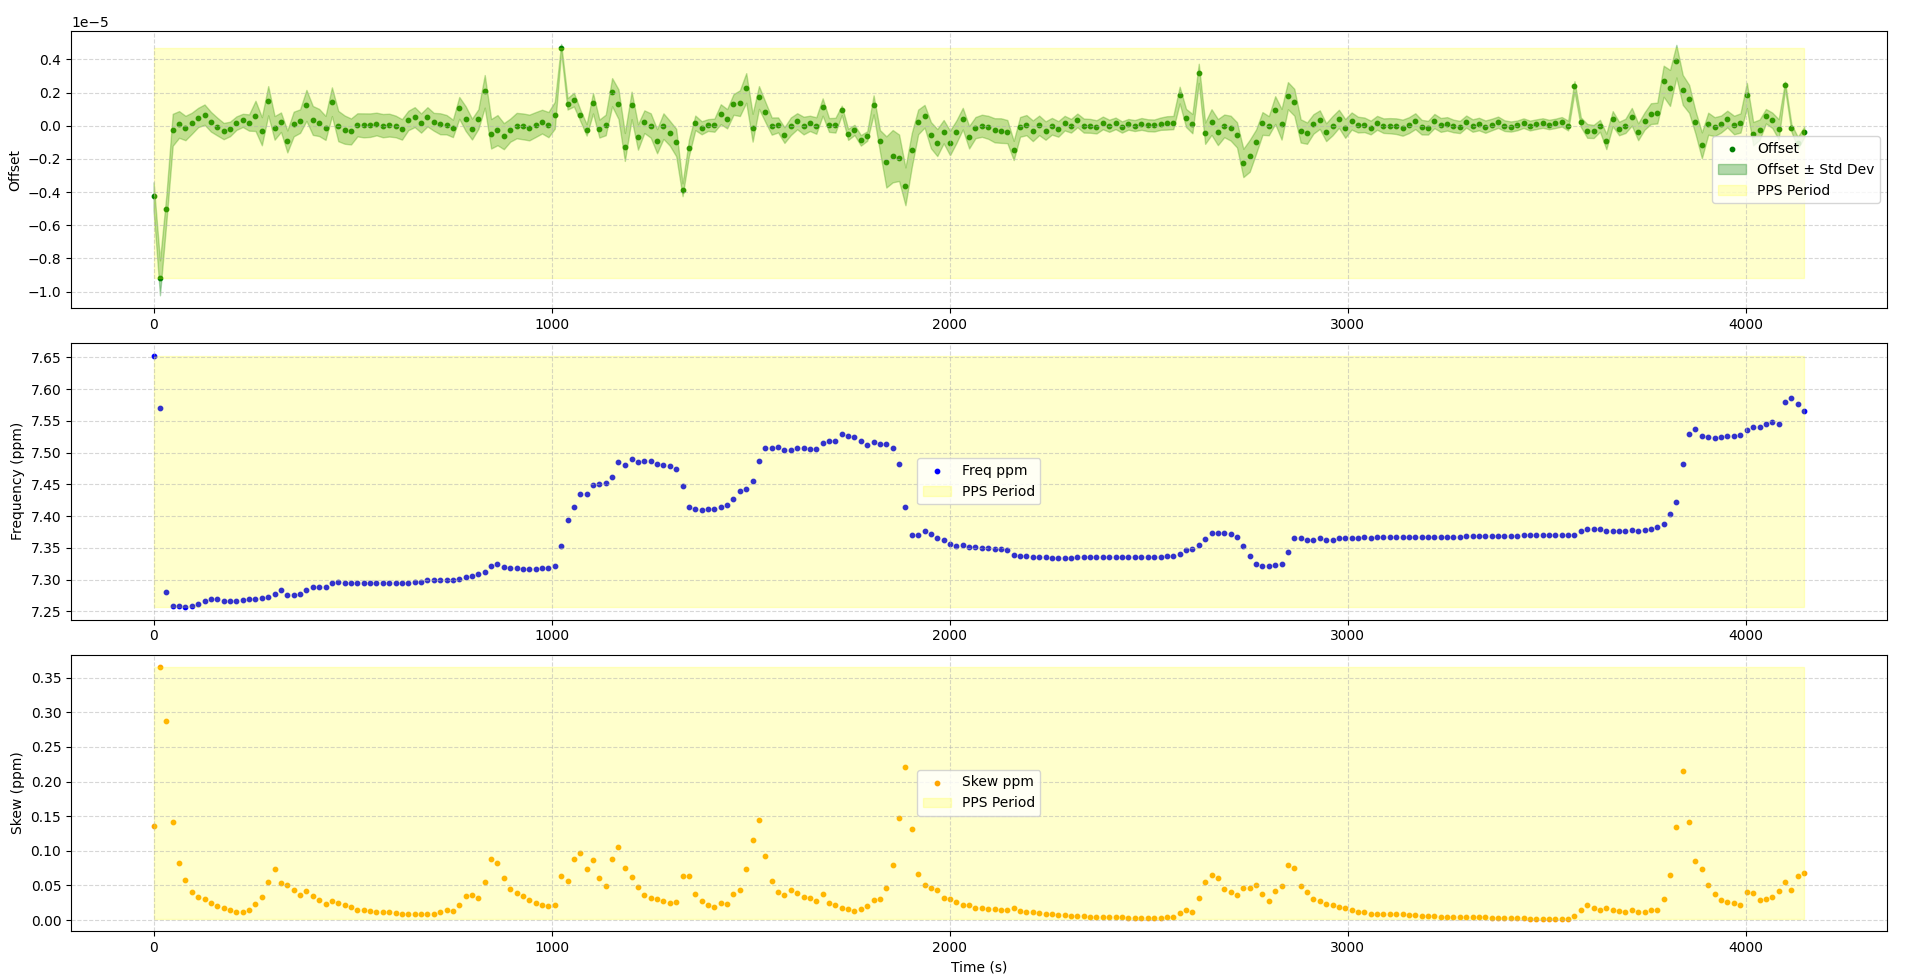 1e−5
0.4
0.2
0.0
−0.2
−0.4
−0.6
−0.8
−1.0
Offset
Offset
Offset ± Std Dev
PPS Period
0 1000 2000 3000 4000
7.65
7.60
7.55
7.50
7.45
7.40
7.35
7.30
7.25
Frequency (ppm)
Freq ppm
PPS Period
0 1000 2000 3000 4000
0.35
0.30
0.25
0.20
0.15
0.10
0.05
0.00
Skew (ppm)
Skew ppm
PPS Period
0 1000 2000 3000 4000
Time (s)